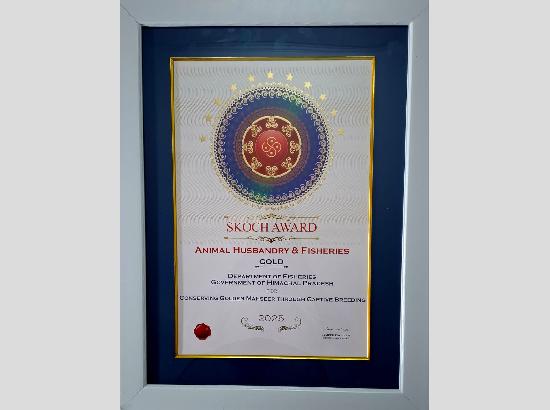 SKOCH AWARD
ANIMAL HUSBANDRY & FISHERIES
GOLD
DEPARTMENT OF FISHERIES
GOVERNMENT OF HIMACHAL PRADESH
FOR
CONSERVING GOLDEN MAHSEER THROUGH CAPTIVE BREEDING
2025